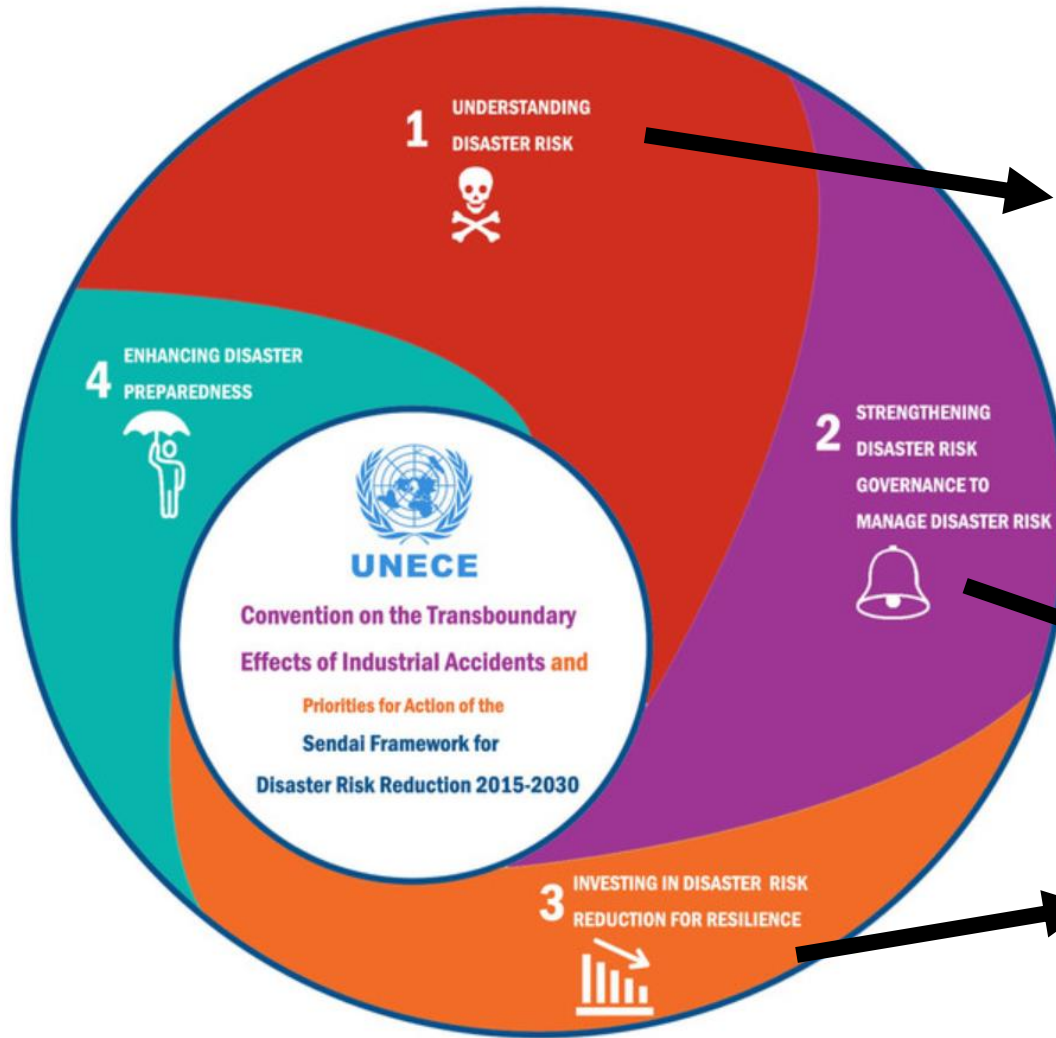 1 UNDERSTANDING
DISASTER RISK
2 STRENGTHENING
DISASTER RISK
GOVERNANCE TO
MANAGE DISASTER RISK
3 INVESTING IN DISASTER RISK
REDUCTION FOR RESILIENCE
4 ENHANCING DISASTER
PREPAREDNESS
UNECE
Convention on the Transboundary
Effects of Industrial Accidents and
Priorities for Action of the
Sendai Framework for
Disaster Risk Reduction 2015-2030